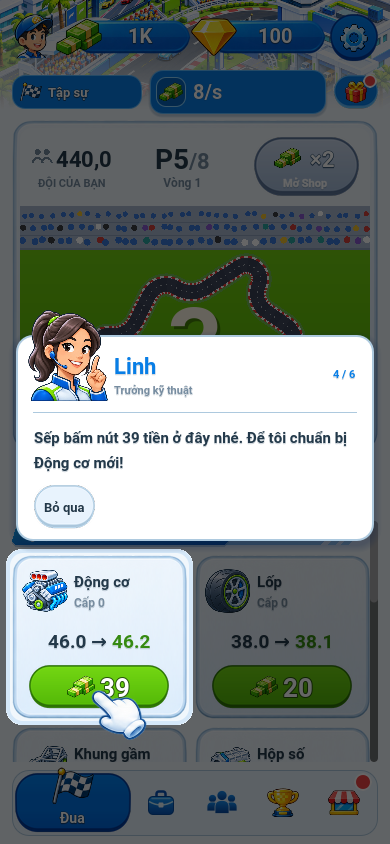 1K
100
Tập sự
8/s
440,0
ĐỘI CỦA BẠN
P5/8
Vòng 1
×2
Mở Shop
2
Linh
Trưởng kỹ thuật
4 / 6
Sếp bấm nút 39 tiền ở đây nhé. Để tôi chuẩn bị
Động cơ mới!
Bỏ qua
Động cơ
Cấp 0
46.0 → 46.2
39
Lốp
Cấp 0
38.0 → 38.1
20
Khung gầm
Hộp số
Đua